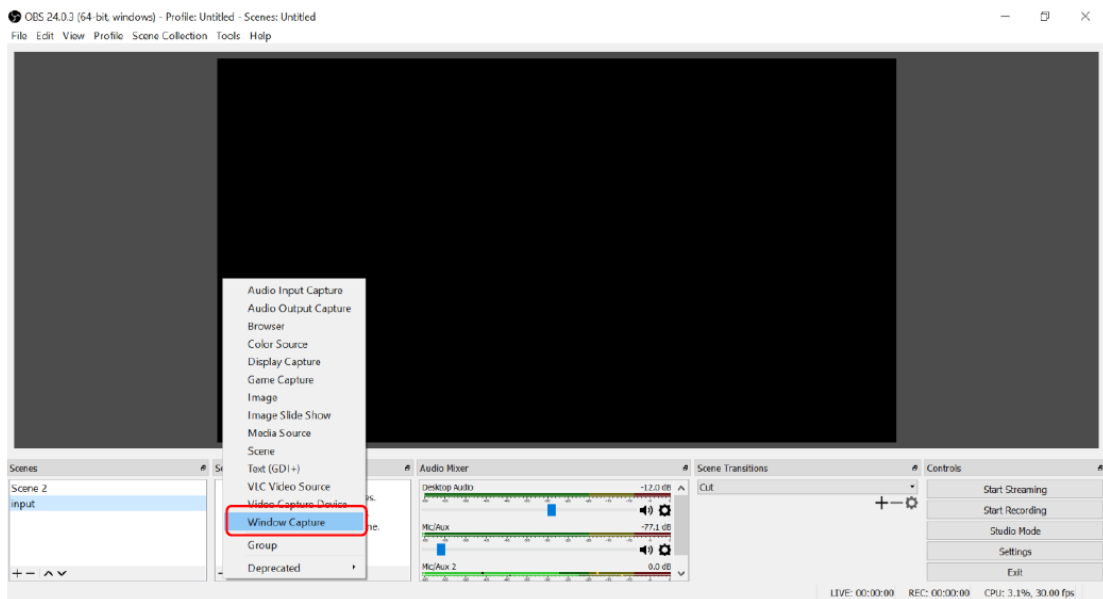 OBS 24.0.3 (64-bit, windows) - Profile: Untitled - Scenes: Untitled
File Edit View Profile Scene Collection Tools Help
Audio Input Capture
Audio Output Capture
Browser
Color Source
Display Capture
Game Capture
Image
Image Slide Show
Media Source
Scene
Text (GDI+)
VLC Video Source
Video Capture Device
Window Capture
Group
Deprecated
Scenes
Scene 2
input
Audio Mixer
Desktop Audio -12.0 dB
Mic/Aux -77.1 dB
Mic/Aux 2 0.0 dB
Scene Transitions
Cut
Controls
Start Streaming
Start Recording
Studio Mode
Settings
Exit
LIVE: 00:00:00 REC: 00:00:00 CPU: 3.1%, 30.00 fps